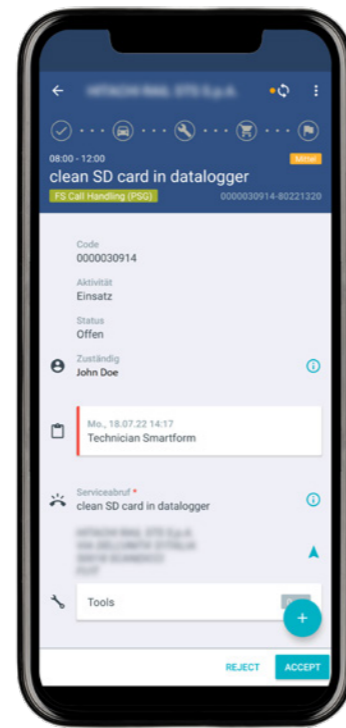 08:00 - 12:00
Mittel
clean SD card in datalogger
FS Call Handling (PSG)
0000030914-80221320
Code
0000030914
Aktivität
Einsatz
Status
Offen
Zuständig
John Doe
Mo., 18.07.22 14:17
Technician Smartform
Serviceabruf *
clean SD card in datalogger
Tools
REJECT
ACCEPT